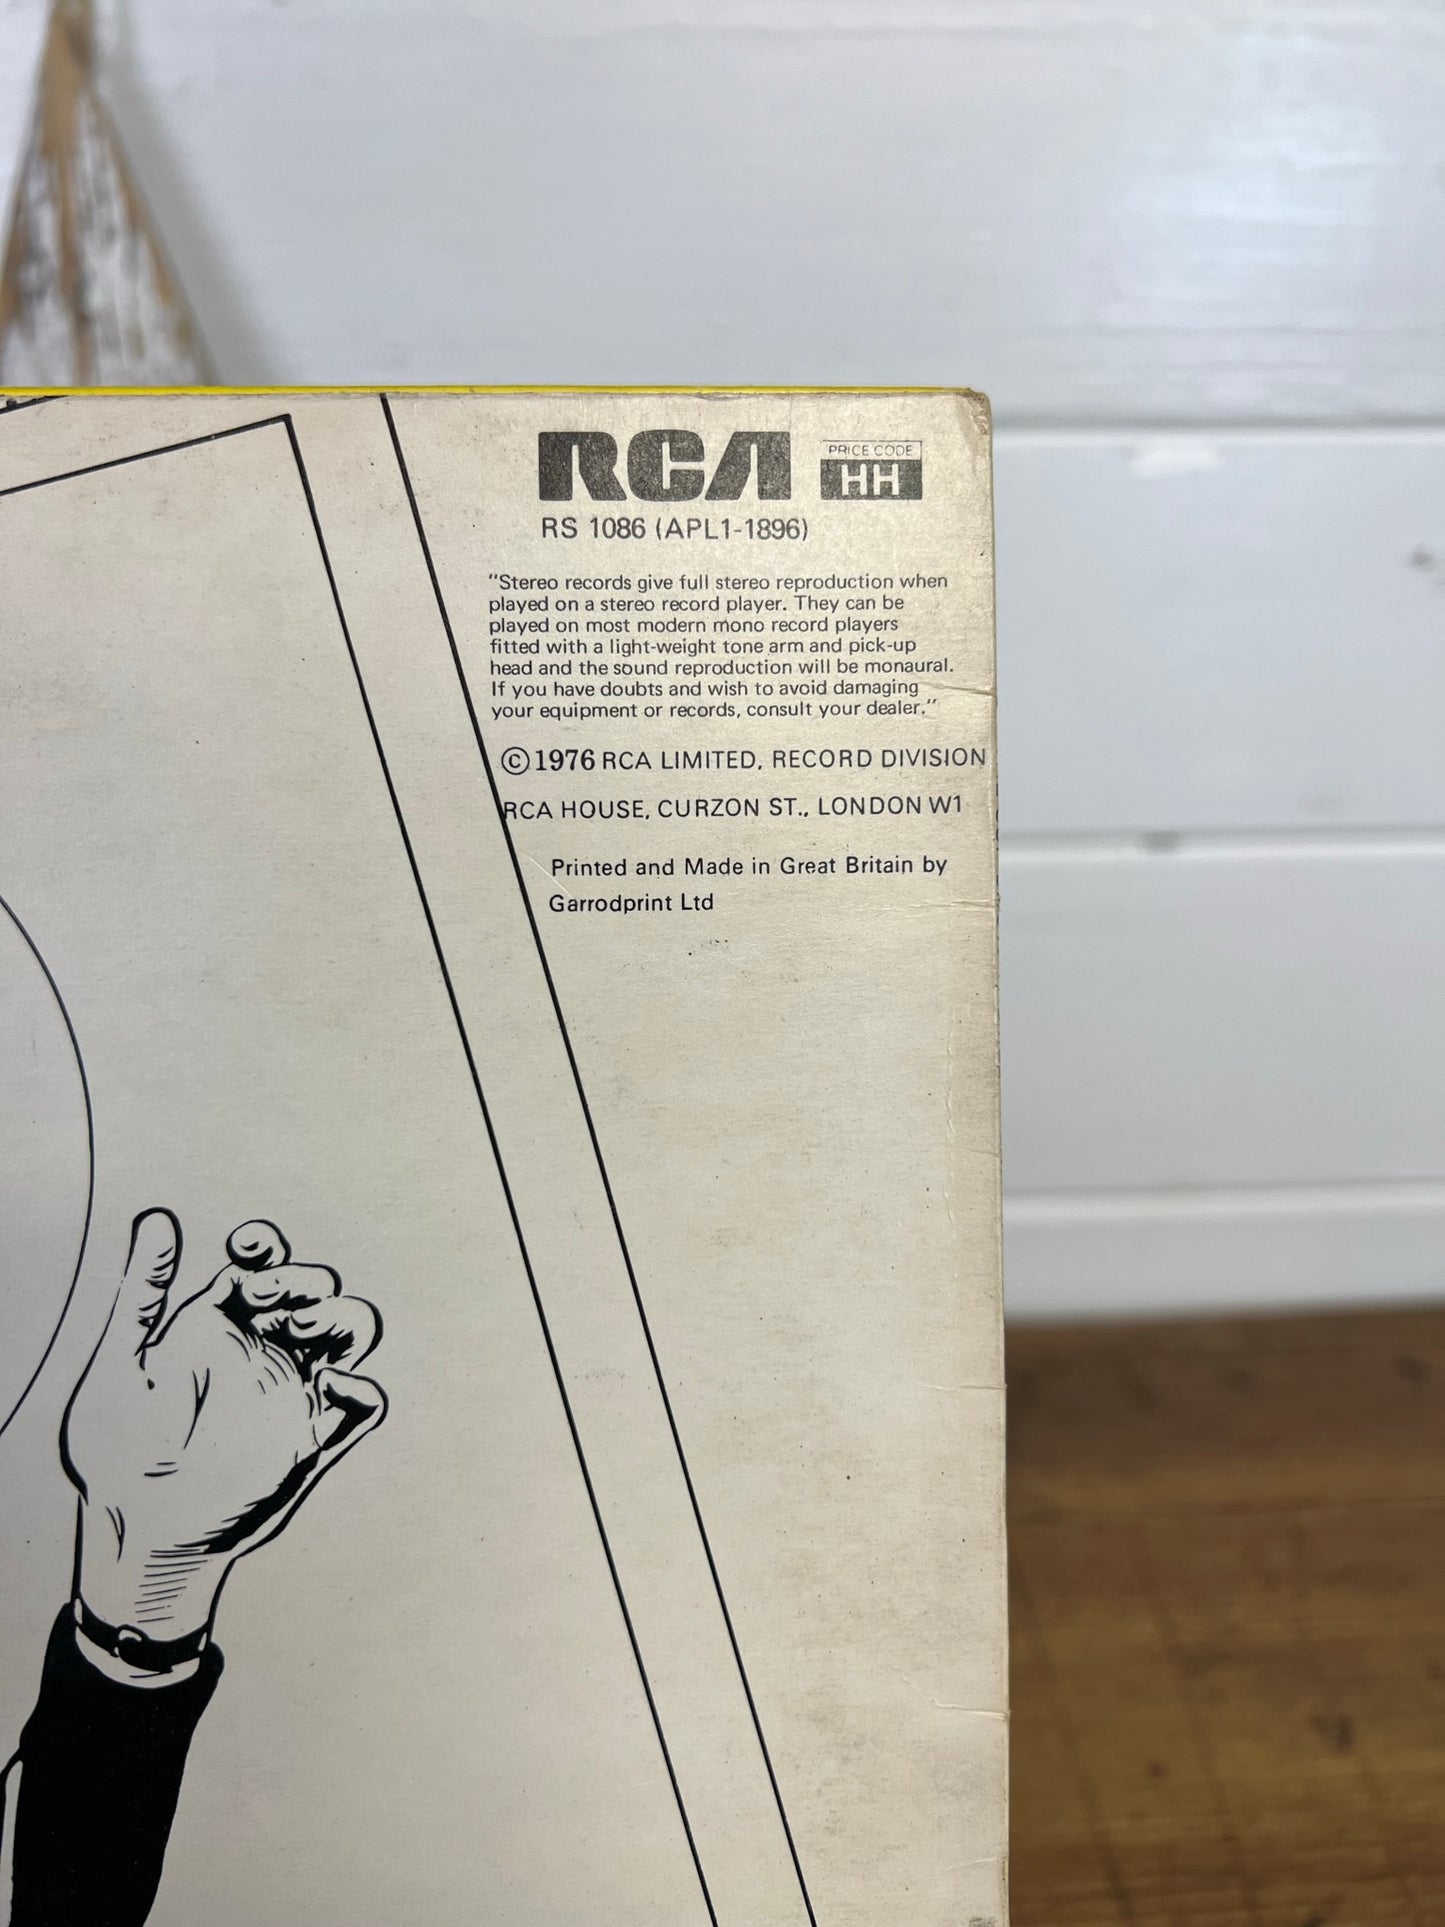 RCA
PRICE CODE
HH
RS 1086 (APL1-1896)
"Stereo records give full stereo reproduction when
played on a stereo record player. They can be
played on most modern mono record players
fitted with a light-weight tone arm and pick-up
head and the sound reproduction will be monaural.
If you have doubts and wish to avoid damaging
your equipment or records, consult your dealer."
©1976 RCA LIMITED, RECORD DIVISION
RCA HOUSE, CURZON ST., LONDON W1
Printed and Made in Great Britain by
Garrodprint Ltd